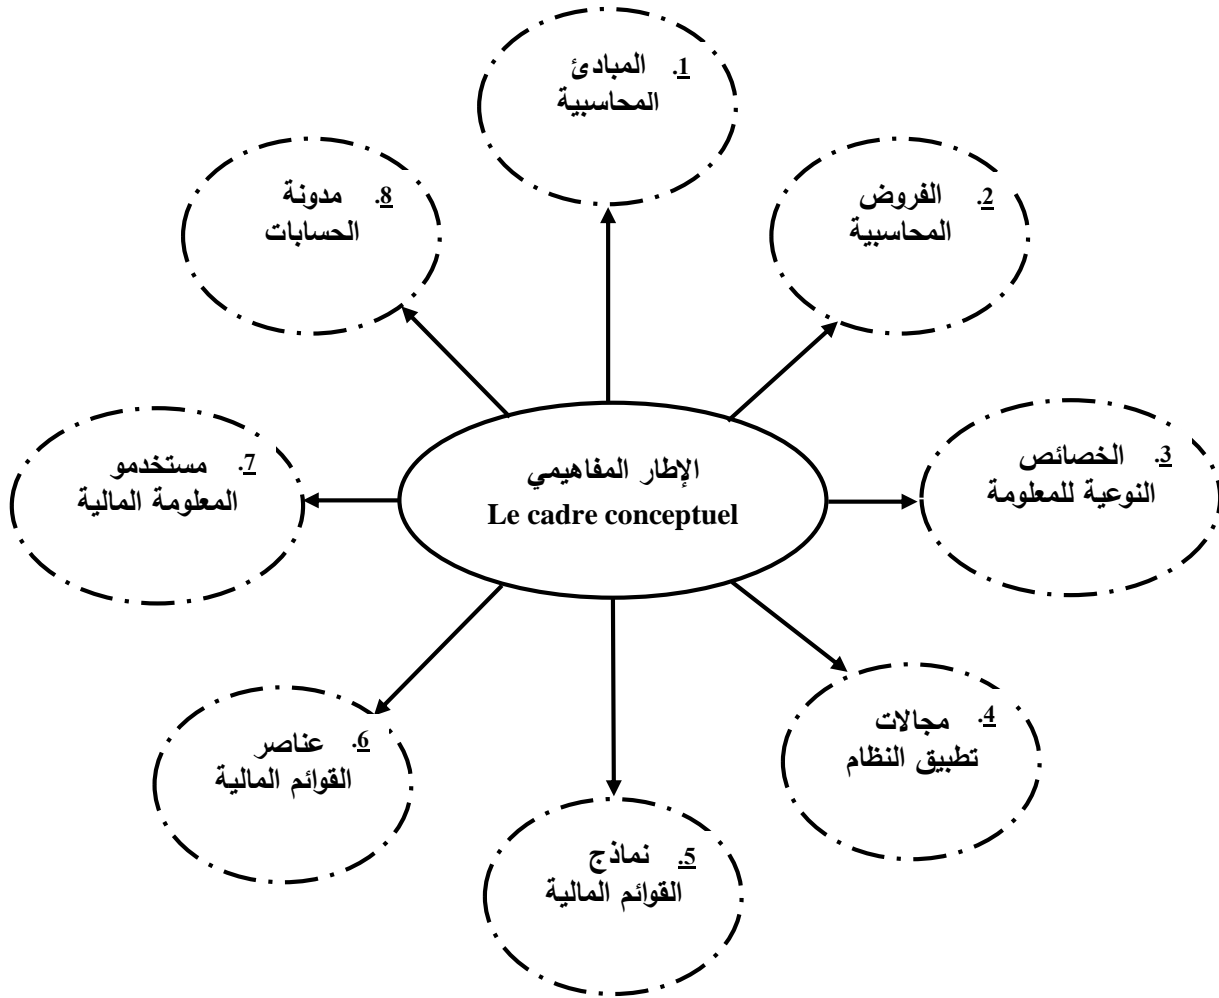 1. المبادئ
المحاسبية
2. الفروض
المحاسبية
3. الخصائص
النوعية للمعلومة
4. مجالات
تطبيق النظام
5. نماذج
القوائم المالية
6. عناصر
القوائم المالية
7. مستخدمو
المعلومة المالية
8. مدونة
الحسابات
الإطار المفاهيمي
Le cadre conceptuel